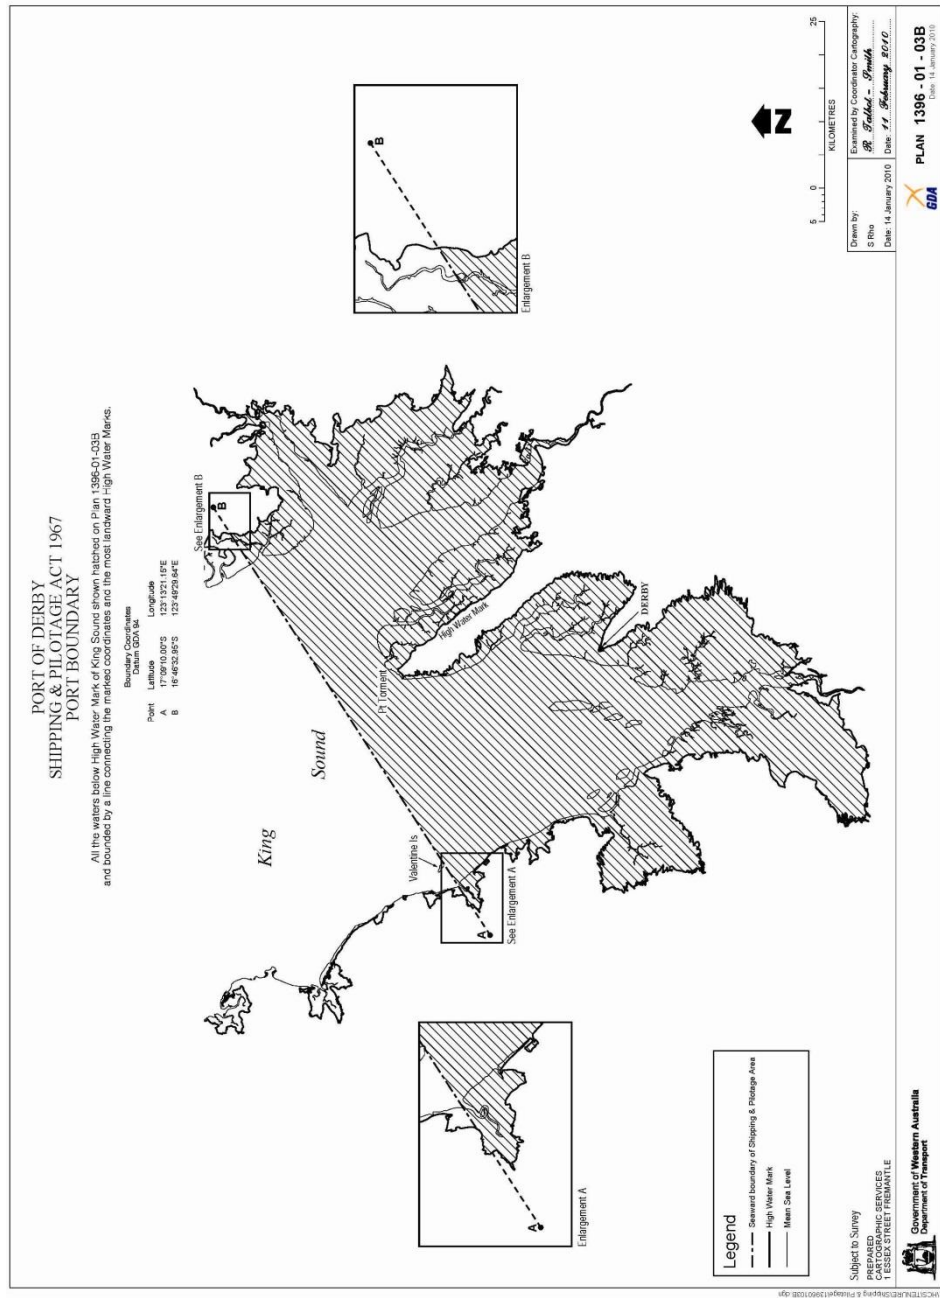 PORT OF DERBY
SHIPPING & PILOTAGE ACT 1967
PORT BOUNDARY
All the waters below High Water Mark of King Sound shown hatched on Plan 1396-01-03B
and bounded by a line connecting the marked coordinates and the most landward High Water Marks.
Boundary Coordinates
Datum GDA 94
Point Latitude Longitude
A 17°09'10.00"S 123°13'21.15"E
B 16°46'32.95"S 123°49'29.64"E
See Enlargement B
B
King
Sound
Valentine Is
A
See Enlargement A
Pt Torment
High Water Mark
DERBY
B
Enlargement B
A
Enlargement A
N
5 0 25
KILOMETRES
Legend
Seaward boundary of Shipping & Pilotage Area
High Water Mark
Mean Sea Level
Subject to Survey
PREPARED
CARTOGRAPHIC SERVICES
1 ESSEX STREET FREMANTLE
Drawn by:
S Rho
Date: 14 January 2010
Examined by Coordinator Cartography:
R Talbot - Smith
Date: 11 February 2010
Government of Western Australia
Department of Transport
GDA
PLAN 1396 - 01 - 03B
Date: 14 January 2010